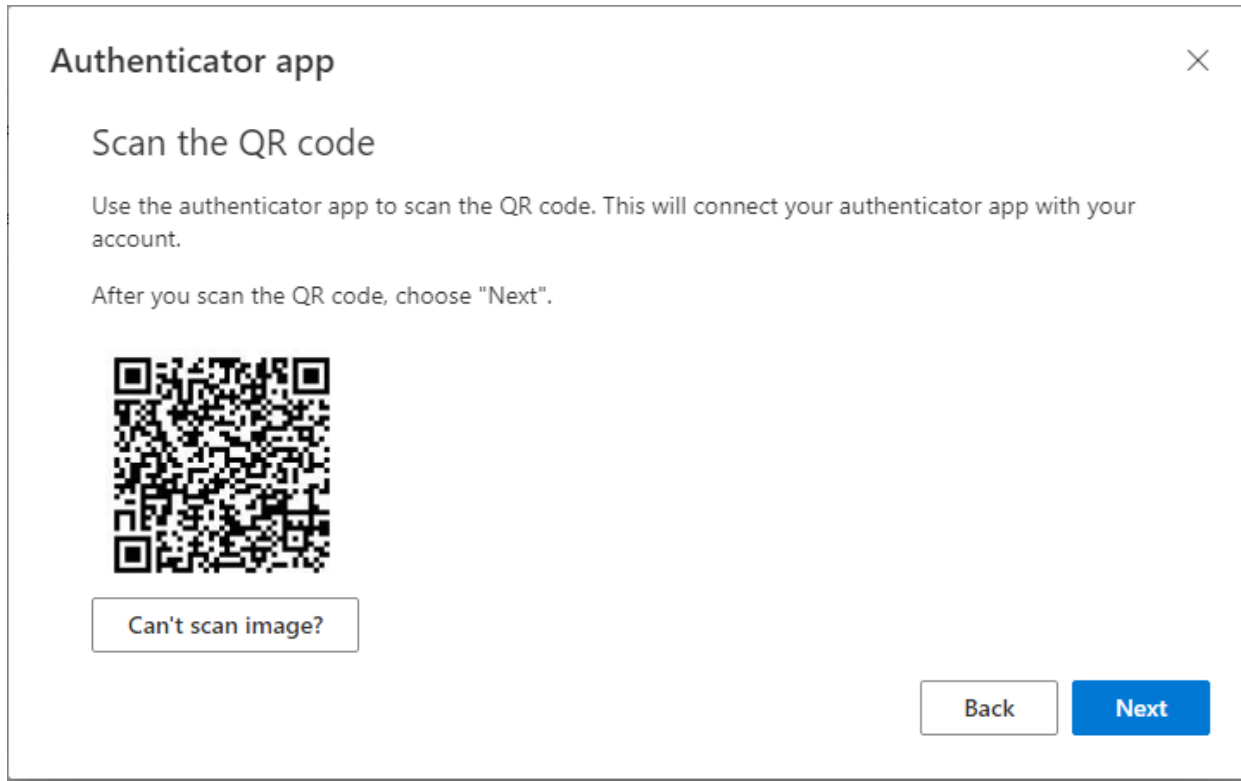 Authenticator app
Scan the QR code
Use the authenticator app to scan the QR code. This will connect your authenticator app with your
account.
After you scan the QR code, choose "Next".
Can't scan image?
Back
Next